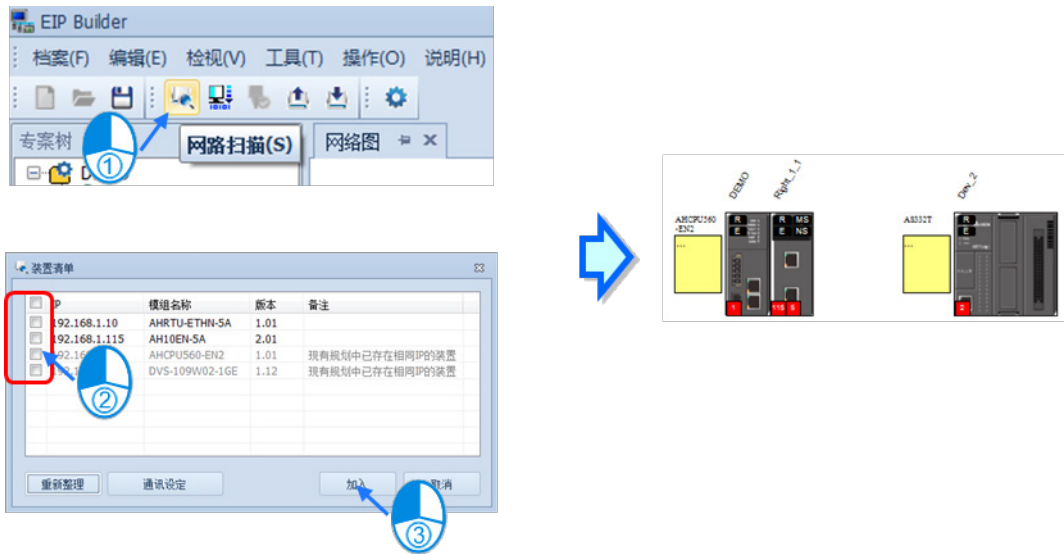 EIP Builder
档案(F) 编辑(E) 检视(V) 工具(T) 操作(O) 说明(H)
专案树
①
网路扫描(S)
网络图
装置清单
IP 模组名称 版本 备注
192.168.1.10 AHRTU-ETHN-5A 1.01
192.168.1.115 AH10EN-5A 2.01
AHCPU560-EN2 1.01 现有规划中已存在相同IP的装置
DVS-109W02-1GE 1.12 现有规划中已存在相同IP的装置
②
重新整理 通讯设定 加入 取消
③
DEMO
Right_1_1
AHCPU560
-EN2
...
R
E
1
R MS
E NS
115 5
Dev_2
AS332T
...
R
E
2